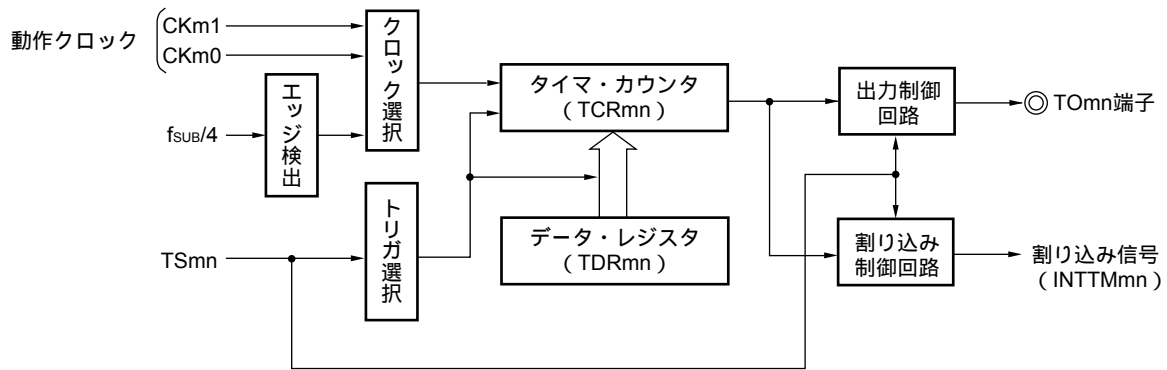 動作クロック
CKm1
CKm0
クロック選択
エッジ検出
fSUB/4
タイマ・カウンタ
（TCRmn）
出力制御
回路
TOmn端子
トリガ選択
TSmn
データ・レジスタ
（TDRmn）
割り込み
制御回路
割り込み信号
（INTTMmn）